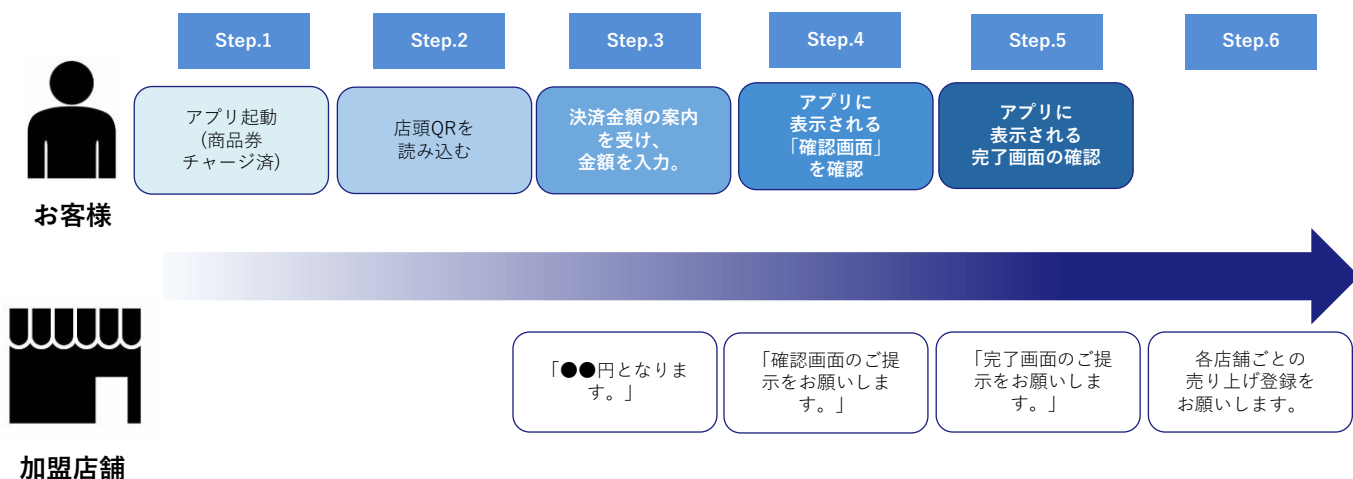 Step.1
Step.2
Step.3
Step.4
Step.5
Step.6
アプリ起動
(商品券
チャージ済)
店頭QRを
読み込む
決済金額の案内
を受け、
金額を入力。
アプリに
表示される
「確認画面」
を確認
アプリに
表示される
完了画面の確認
お客様
「●●円となりま
す。」
「確認画面のご提
示をお願いしま
す。」
「完了画面のご提
示をお願いしま
す。」
各店舗ごとの
売り上げ登録を
お願いします。
加盟店舗